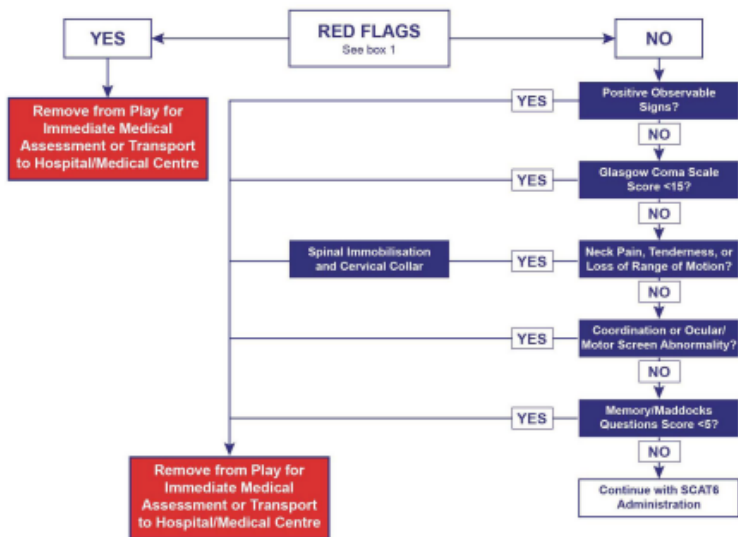 RED FLAGS
See box 1
YES
NO
Remove from Play for
Immediate Medical
Assessment or Transport
to Hospital/Medical Centre
Positive Observable
Signs?
YES
NO
Glasgow Coma Scale
Score <15?
YES
NO
Neck Pain, Tenderness, or
Loss of Range of Motion?
YES
Spinal Immobilisation
and Cervical Collar
NO
Coordination or Ocular/
Motor Screen Abnormality?
YES
NO
Memory/Maddocks
Questions Score <5?
YES
NO
Remove from Play for
Immediate Medical
Assessment or Transport
to Hospital/Medical Centre
Continue with SCAT6
Administration